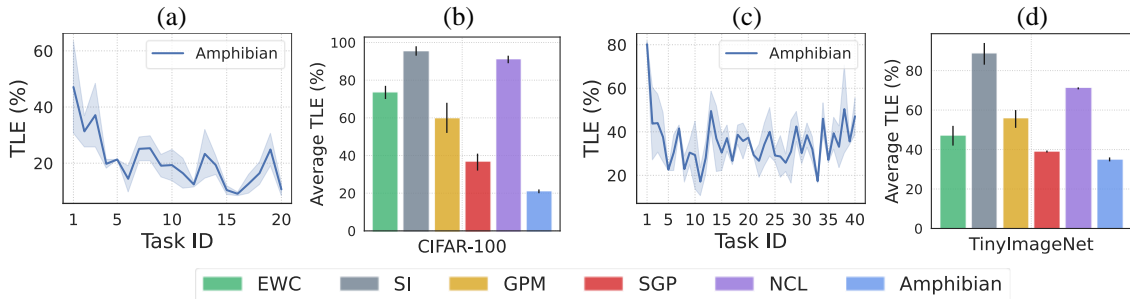 (a)
TLE (%)
60
40
20
1
5
10
15
20
Task ID
Amphibian
(b)
Average TLE (%)
100
80
60
40
20
0
CIFAR-100
(c)
TLE (%)
80
60
40
20
1
5
10
15
20
25
30
35
40
Task ID
Amphibian
(d)
Average TLE (%)
80
60
40
20
0
TinyImageNet
EWC
SI
GPM
SGP
NCL
Amphibian